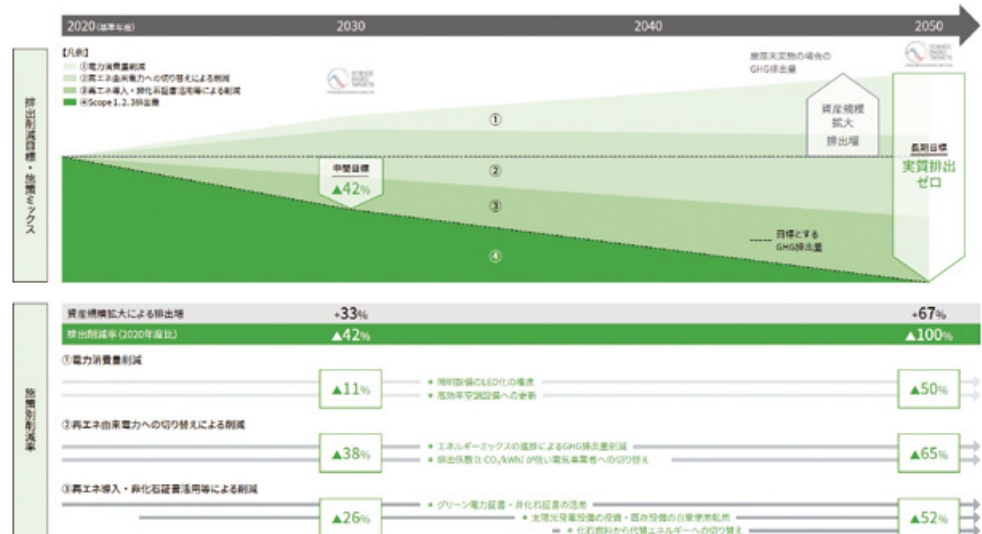 2020(基準年度) 2030 2040 2050
【凡例】
①電力消費量削減
②再エネ由来電力への切り替えによる削減
③再エネ導入・非化石証書活用等による削減
④Scope 1, 2, 3排出量
SCIENCE BASED TARGETS
SCIENCE BASED TARGETS
排出削減目標・施策ミックス
施策未実施の場合の
GHG排出量
資産規模
拡大
排出増
長期目標
実質排出
ゼロ
中間目標
▲42%
①
②
③
④
目標とする
GHG排出量
施策別削減率
資産規模拡大による排出増 +33% +67%
排出削減率(2020年度比) ▲42% ▲100%
①電力消費量削減
▲11%
照明設備のLED化の推進
高効率空調設備への更新
▲50%
②再エネ由来電力への切り替えによる削減
▲38%
エネルギーミックスの進捗によるGHG排出量削減
排出係数(t-CO₂/kWh)が低い電気事業者への切り替え
▲65%
③再エネ導入・非化石証書活用等による削減
▲26%
グリーン電力証書・非化石証書の活用
太陽光発電設備の投資・既存設備の自家使用転用
化石燃料から代替エネルギーへの切り替え
▲52%